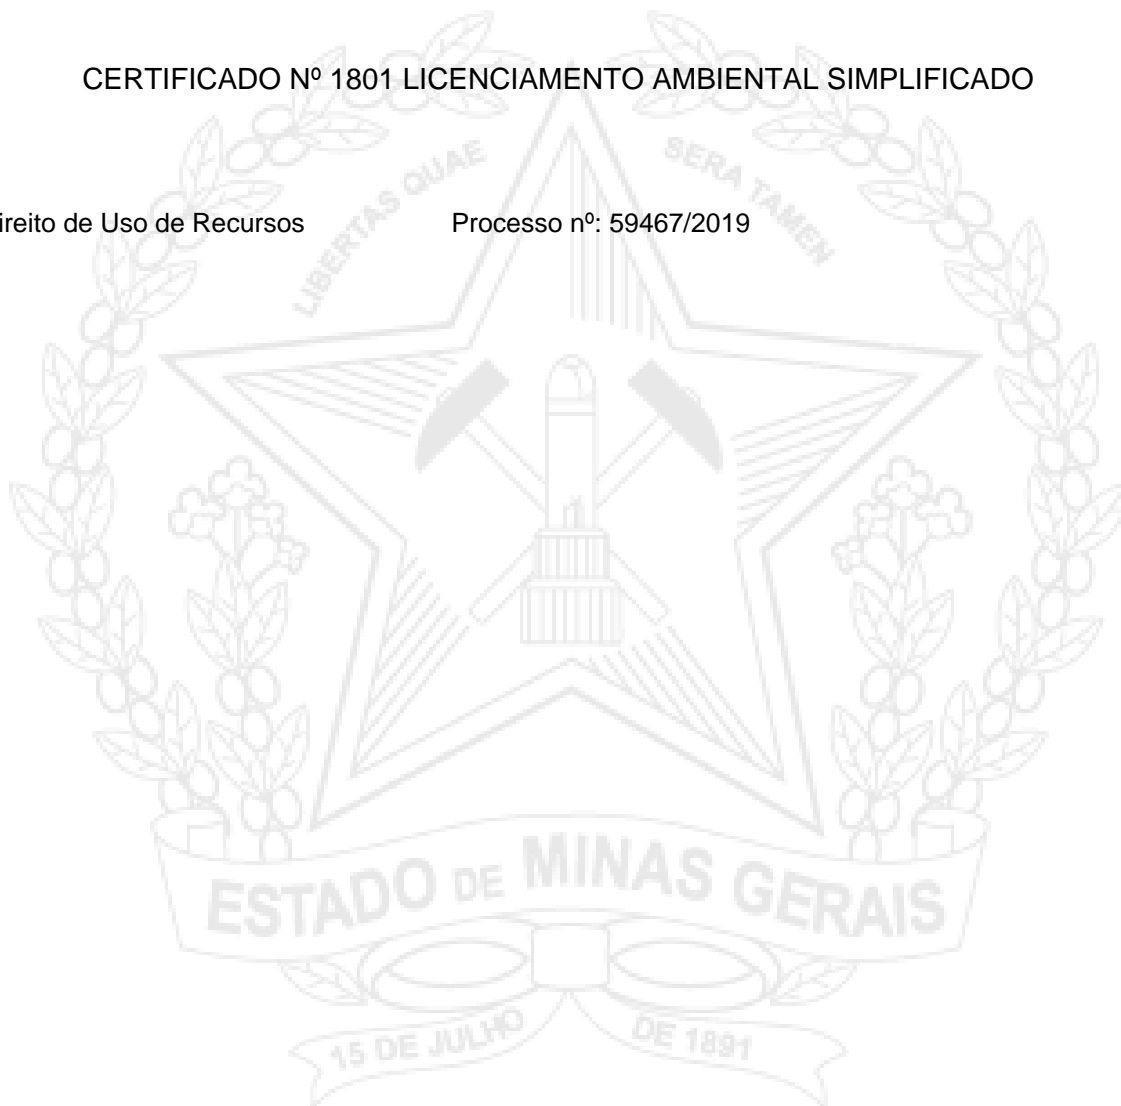 CERTIFICADO Nº 1801 LICENCIAMENTO AMBIENTAL SIMPLIFICADO
LIBERTAS QUAE SERA TAMEN
ireito de Uso de Recursos Processo nº: 59467/2019
ESTADO DE MINAS GERAIS
15 DE JULHO DE 1891